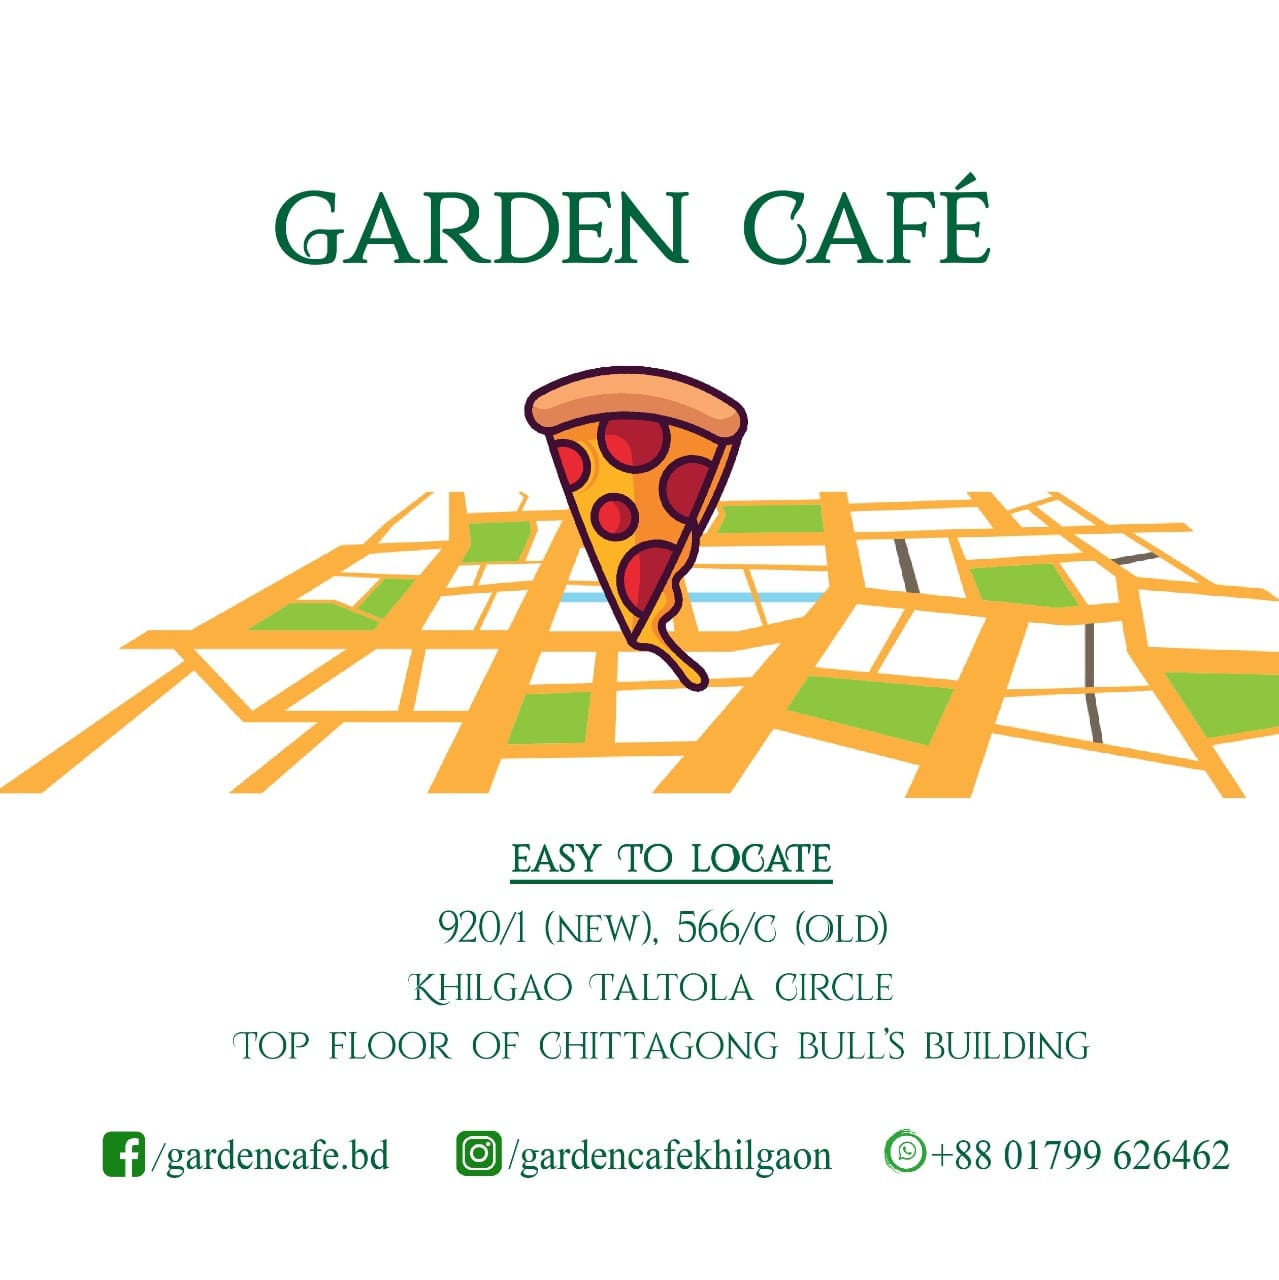 GARDEN CAFÉ
EASY TO LOCATE
920/1 (NEW), 566/C (OLD)
KHILGAO TALTOLA CIRCLE
TOP FLOOR OF CHITTAGONG BULL'S BUILDING
/gardencafe.bd /gardencafekhilgaon +88 01799 626462